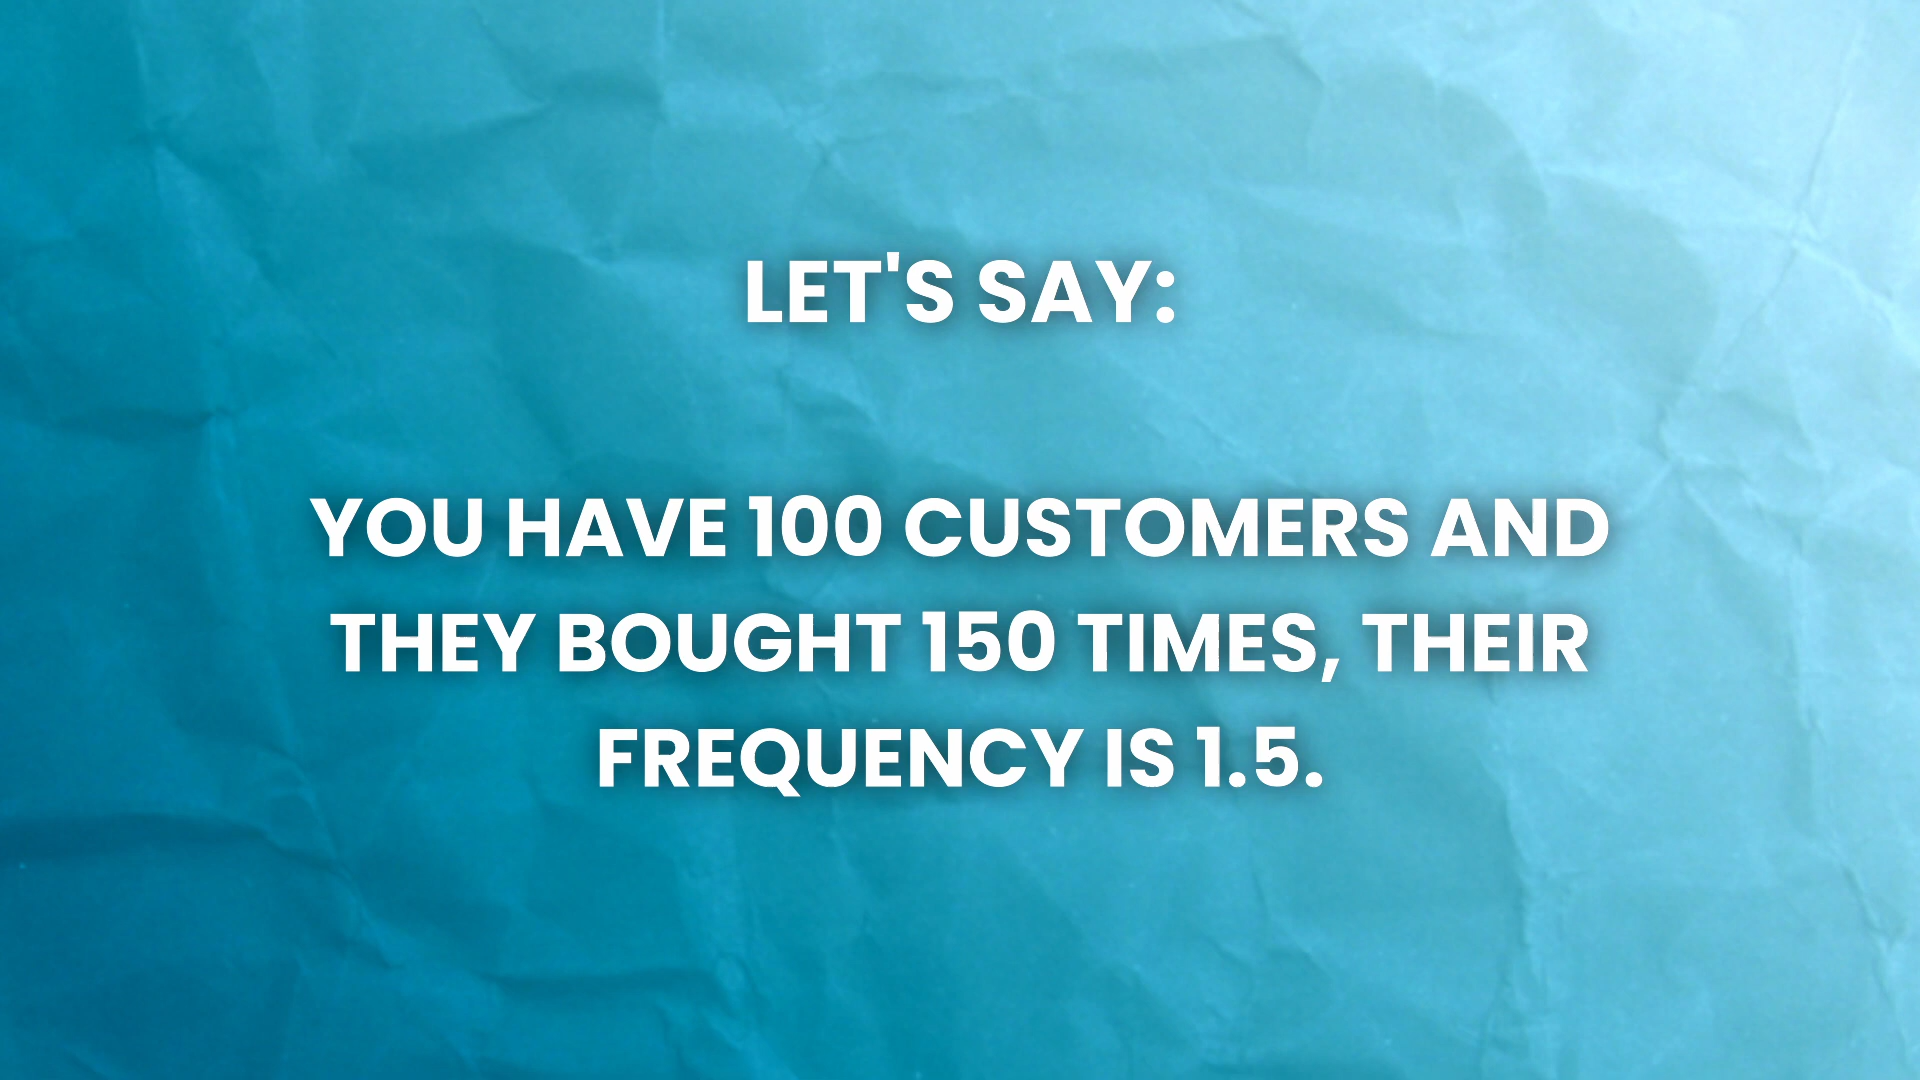 LET'S SAY:
YOU HAVE 100 CUSTOMERS AND
THEY BOUGHT 150 TIMES, THEIR
FREQUENCY IS 1.5.